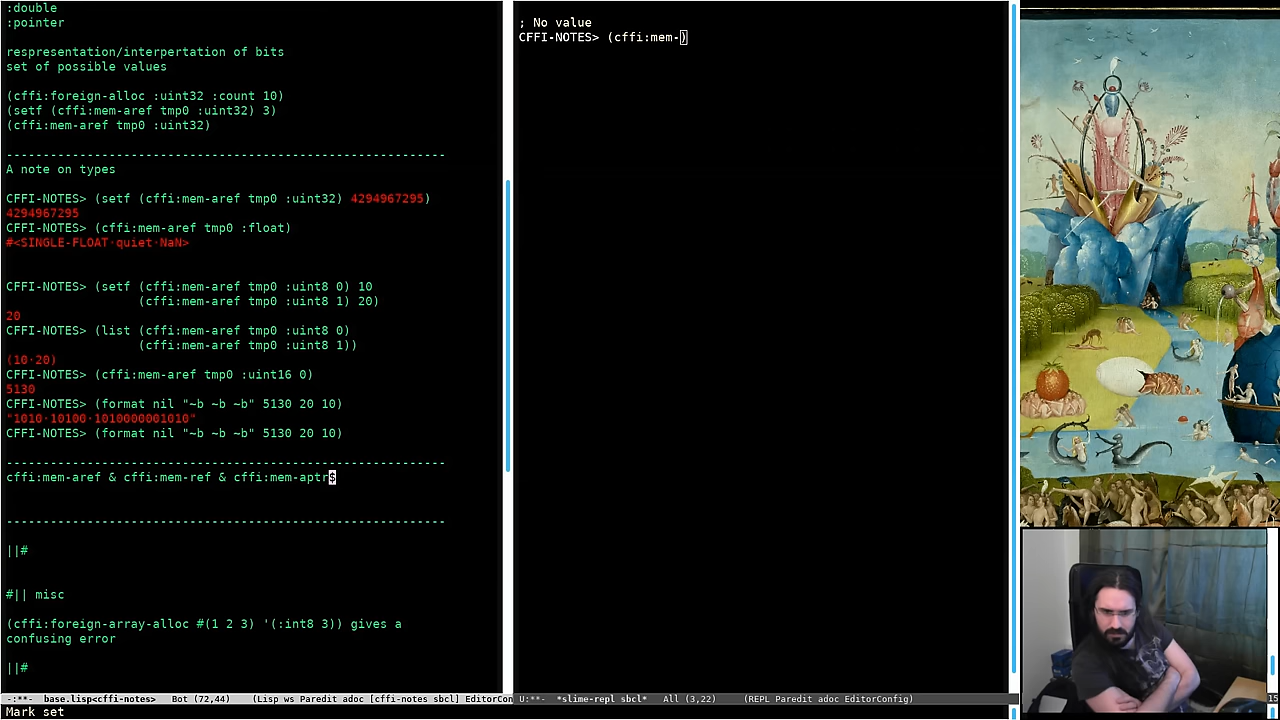 :double
:pointer
respresentation/interpertation of bits
set of possible values
(cffi:foreign-alloc :uint32 :count 10)
(setf (cffi:mem-aref tmp0 :uint32) 3)
(cffi:mem-aref tmp0 :uint32)
------------------------------------------------------------
A note on types
CFFI-NOTES> (setf (cffi:mem-aref tmp0 :uint32) 4294967295)
4294967295
CFFI-NOTES> (cffi:mem-aref tmp0 :float)
#<SINGLE-FLOAT·quiet·NaN>
CFFI-NOTES> (setf (cffi:mem-aref tmp0 :uint8 0) 10
(cffi:mem-aref tmp0 :uint8 1) 20)
20
CFFI-NOTES> (list (cffi:mem-aref tmp0 :uint8 0)
(cffi:mem-aref tmp0 :uint8 1))
(10·20)
CFFI-NOTES> (cffi:mem-aref tmp0 :uint16 0)
5130
CFFI-NOTES> (format nil "~b ~b ~b" 5130 20 10)
"1010·10100·1010000001010"
CFFI-NOTES> (format nil "~b ~b ~b" 5130 20 10)
------------------------------------------------------------
cffi:mem-aref & cffi:mem-ref & cffi:mem-aptr$
------------------------------------------------------------
||#
#|| misc
(cffi:foreign-array-alloc #(1 2 3) '(:int8 3)) gives a
confusing error
||#
-:**-  base.lisp<cffi-notes>   Bot (72,44)    (Lisp ws Paredit adoc [cffi-notes sbcl] EditorCon
Mark set
; No value
CFFI-NOTES> (cffi:mem-)
U:**-  *slime-repl sbcl*   All (3,22)     (REPL Paredit adoc EditorConfig)